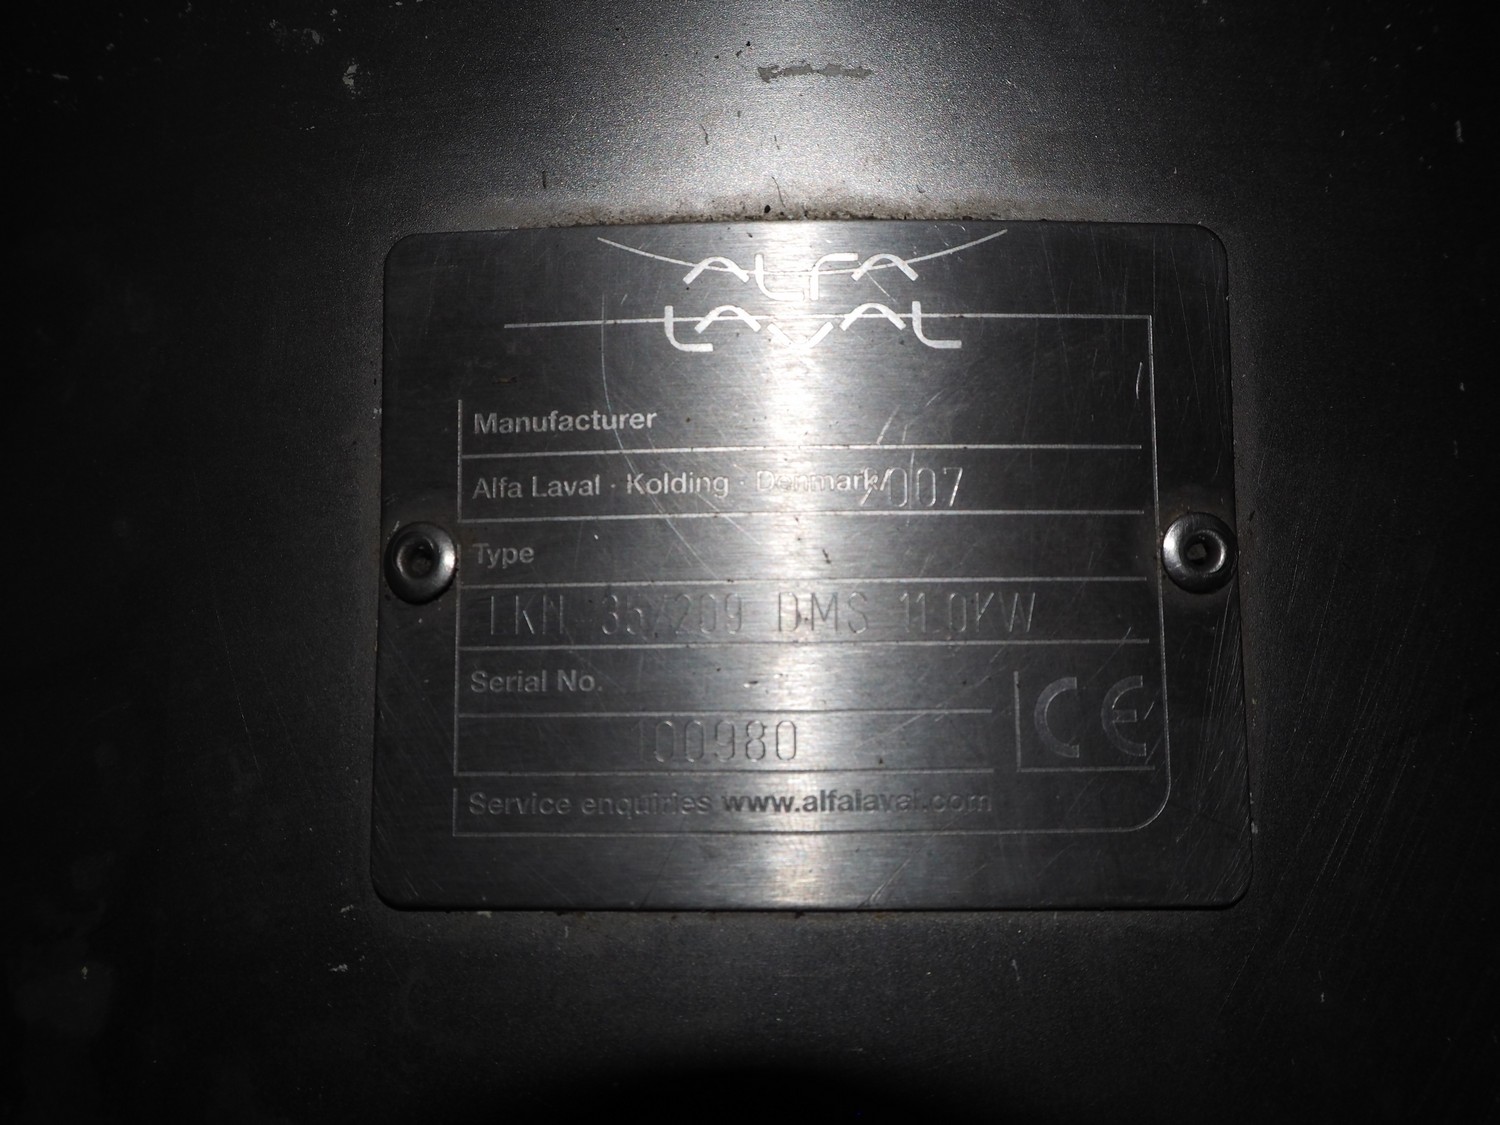 ALFA
LAVAL
Manufacturer
Alfa Laval · Kolding · Denmark 2007
Type
LKN 35/209 DMS 11.0KW
Serial No.
100980
CE
Service enquiries www.alfalaval.com